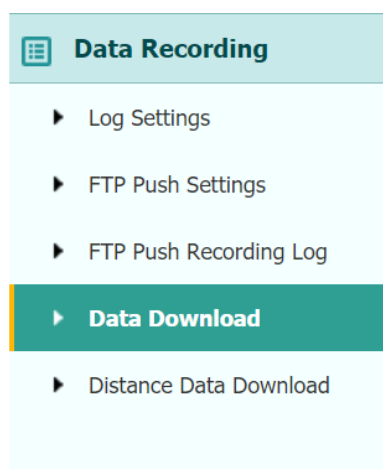 Data Recording
Log Settings
FTP Push Settings
FTP Push Recording Log
Data Download
Distance Data Download